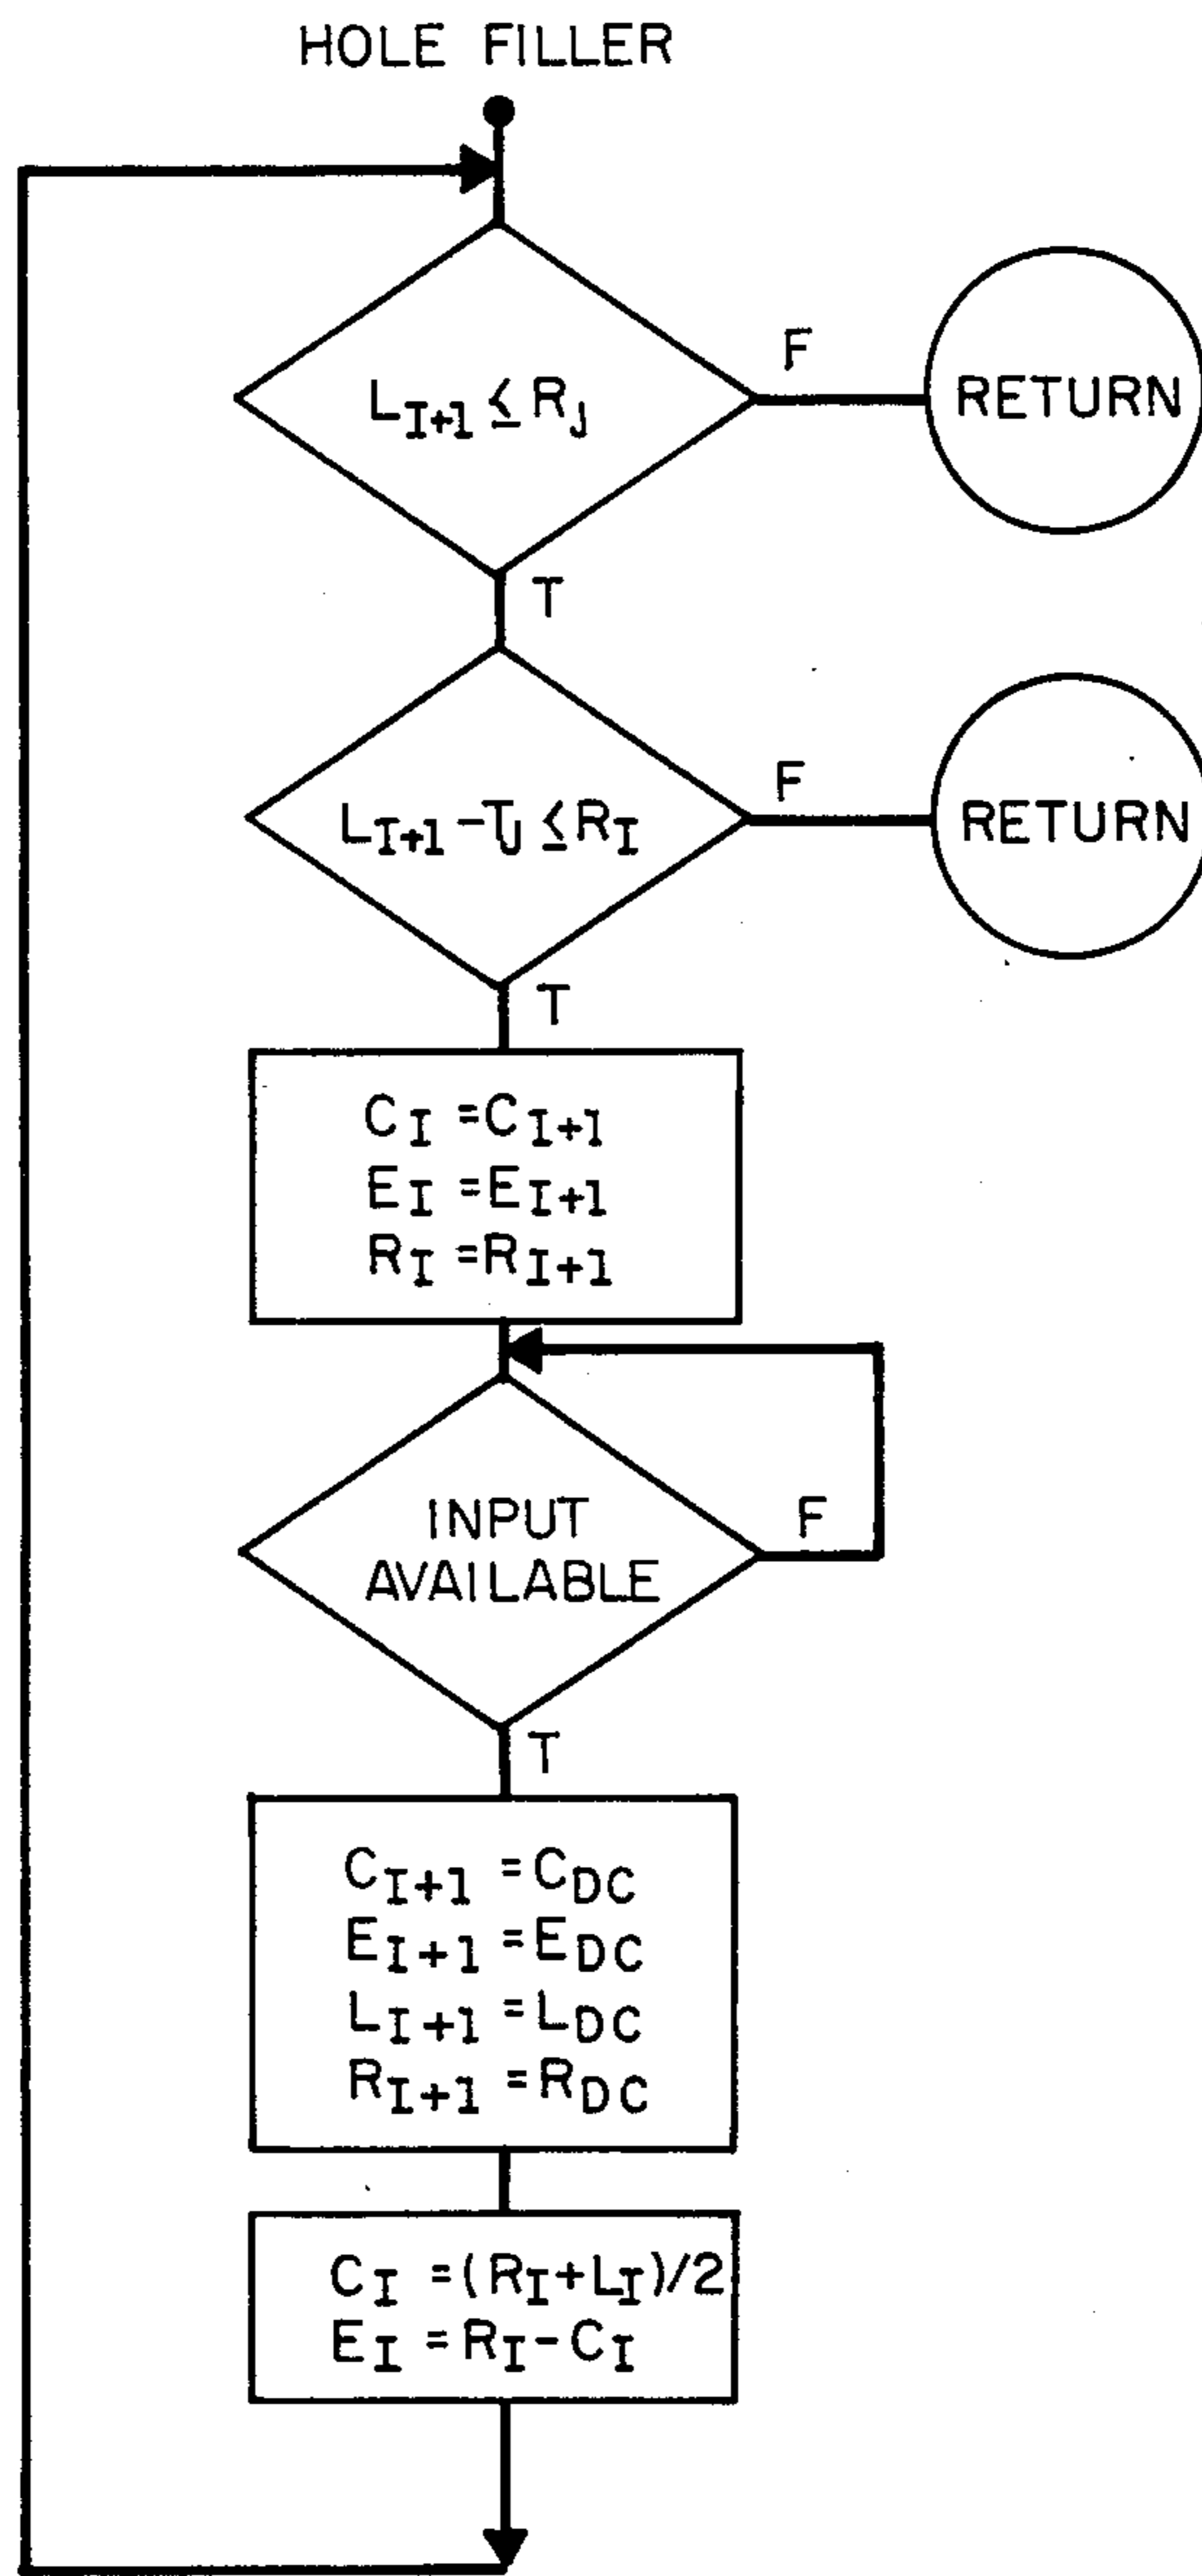 HOLE FILLER
L_{I+1} ≤ R_J
F
RETURN
T
L_{I+1} - T_J ≤ R_I
F
RETURN
T
C_I = C_{I+1}
E_I = E_{I+1}
R_I = R_{I+1}
INPUT
AVAILABLE
F
T
C_{I+1} = C_{DC}
E_{I+1} = E_{DC}
L_{I+1} = L_{DC}
R_{I+1} = R_{DC}
C_I = (R_I + L_I)/2
E_I = R_I - C_I